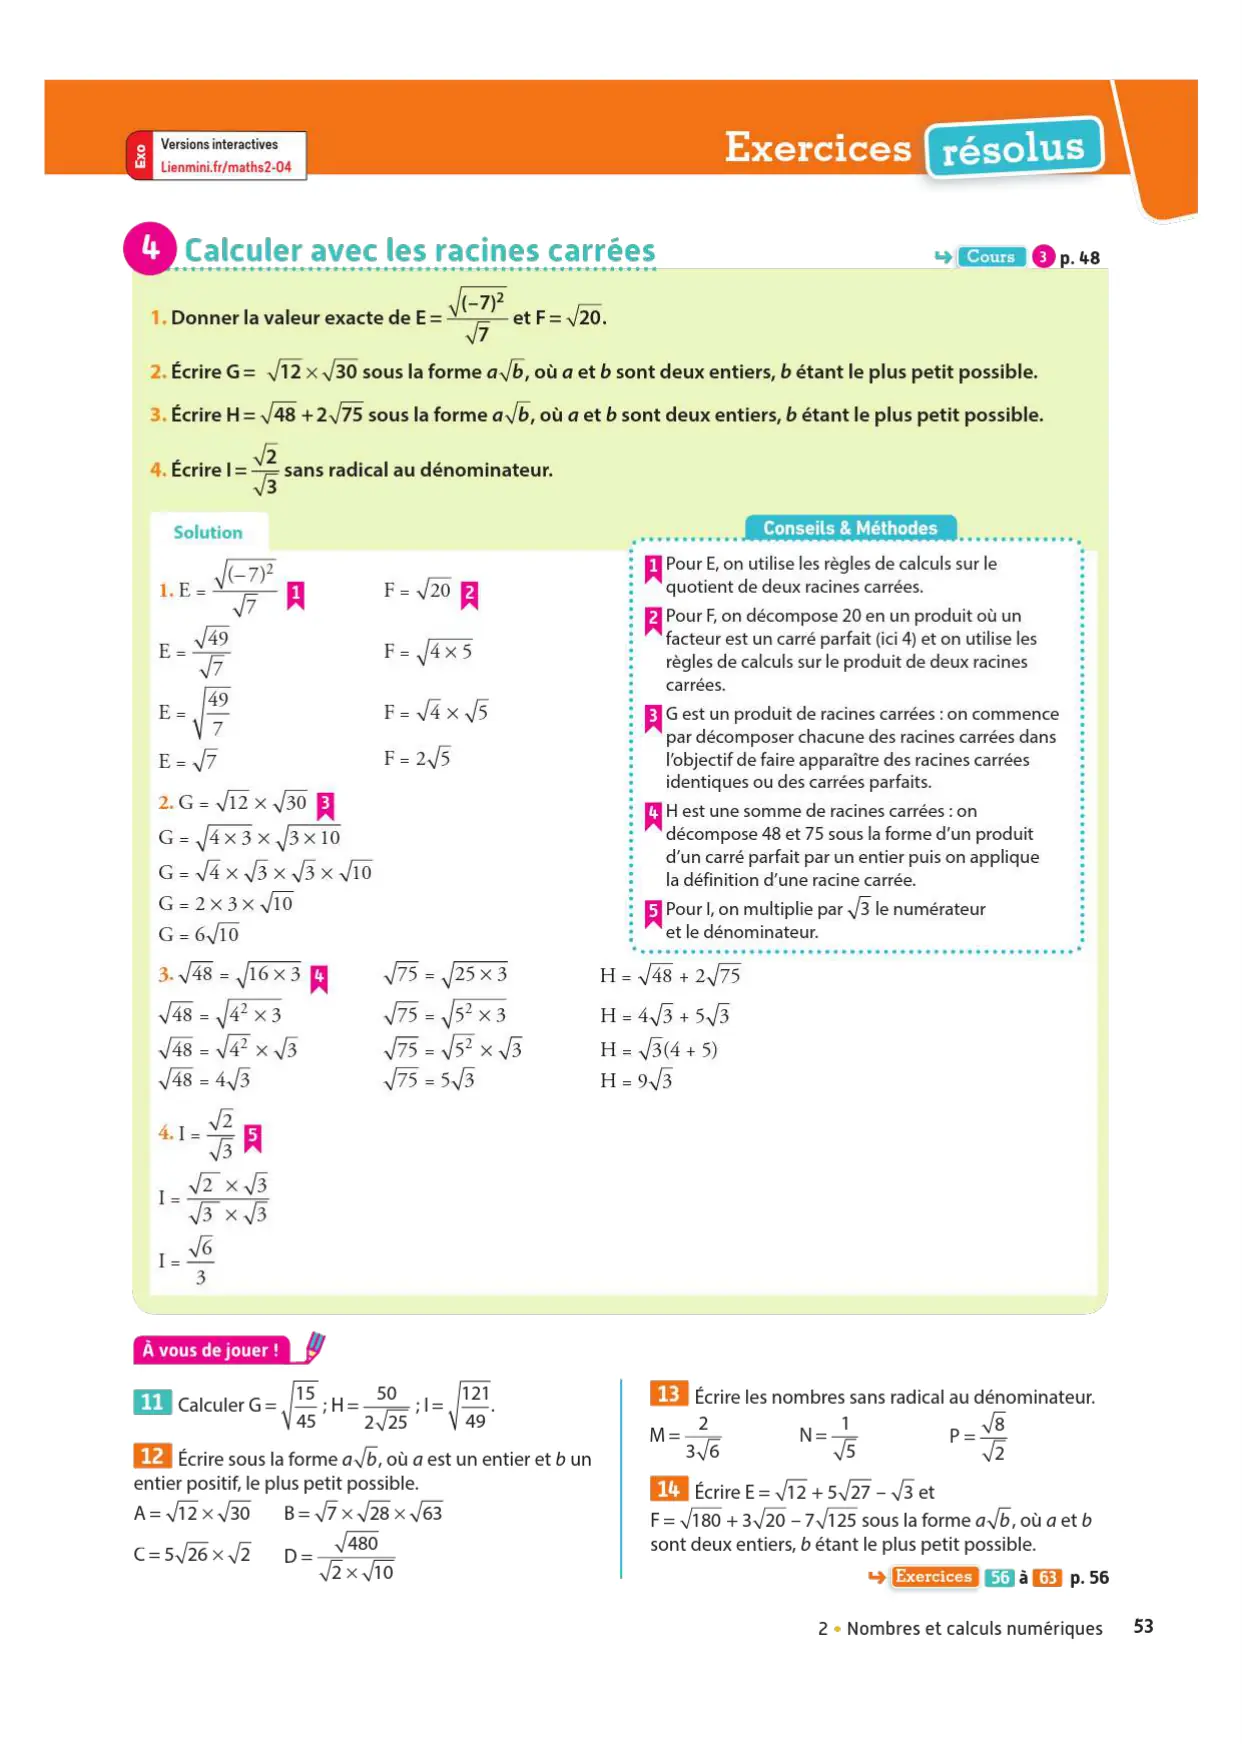 Exo
Versions interactives
Lienmini.fr/maths2-04
Exercices résolus
4 Calculer avec les racines carrées
Cours 3 p. 48
1. Donner la valeur exacte de E = √(–7)² / √7 et F = √20.
2. Écrire G = √12 × √30 sous la forme a√b, où a et b sont deux entiers, b étant le plus petit possible.
3. Écrire H = √48 + 2√75 sous la forme a√b, où a et b sont deux entiers, b étant le plus petit possible.
4. Écrire I = √2 / √3 sans radical au dénominateur.
Solution
1. E = √(–7)² / √7 1
E = √49 / √7
E = √(49/7)
E = √7
F = √20 2
F = √(4 × 5)
F = √4 × √5
F = 2√5
2. G = √12 × √30 3
G = √(4 × 3) × √(3 × 10)
G = √4 × √3 × √3 × √10
G = 2 × 3 × √10
G = 6√10
Conseils & Méthodes
1 Pour E, on utilise les règles de calculs sur le
quotient de deux racines carrées.
2 Pour F, on décompose 20 en un produit où un
facteur est un carré parfait (ici 4) et on utilise les
règles de calculs sur le produit de deux racines
carrées.
3 G est un produit de racines carrées : on commence
par décomposer chacune des racines carrées dans
l'objectif de faire apparaître des racines carrées
identiques ou des carrées parfaits.
4 H est une somme de racines carrées : on
décompose 48 et 75 sous la forme d'un produit
d'un carré parfait par un entier puis on applique
la définition d'une racine carrée.
5 Pour I, on multiplie par √3 le numérateur
et le dénominateur.
3. √48 = √(16 × 3) 4
√48 = √(4² × 3)
√48 = √4² × √3
√48 = 4√3
√75 = √(25 × 3)
√75 = √(5² × 3)
√75 = √5² × √3
√75 = 5√3
H = √48 + 2√75
H = 4√3 + 5√3
H = √3(4 + 5)
H = 9√3
4. I = √2 / √3 5
I = (√2 × √3) / (√3 × √3)
I = √6 / 3
À vous de jouer !
11 Calculer G = √(15/45) ; H = 50 / 2√25 ; I = √(121/49).
12 Écrire sous la forme a√b, où a est un entier et b un
entier positif, le plus petit possible.
A = √12 × √30 B = √7 × √28 × √63
C = 5√26 × √2 D = √480 / (√2 × √10)
13 Écrire les nombres sans radical au dénominateur.
M = 2 / 3√6 N = 1 / √5 P = √8 / √2
14 Écrire E = √12 + 5√27 – √3 et
F = √180 + 3√20 – 7√125 sous la forme a√b, où a et b
sont deux entiers, b étant le plus petit possible.
Exercices 56 à 63 p. 56
2 • Nombres et calculs numériques 53